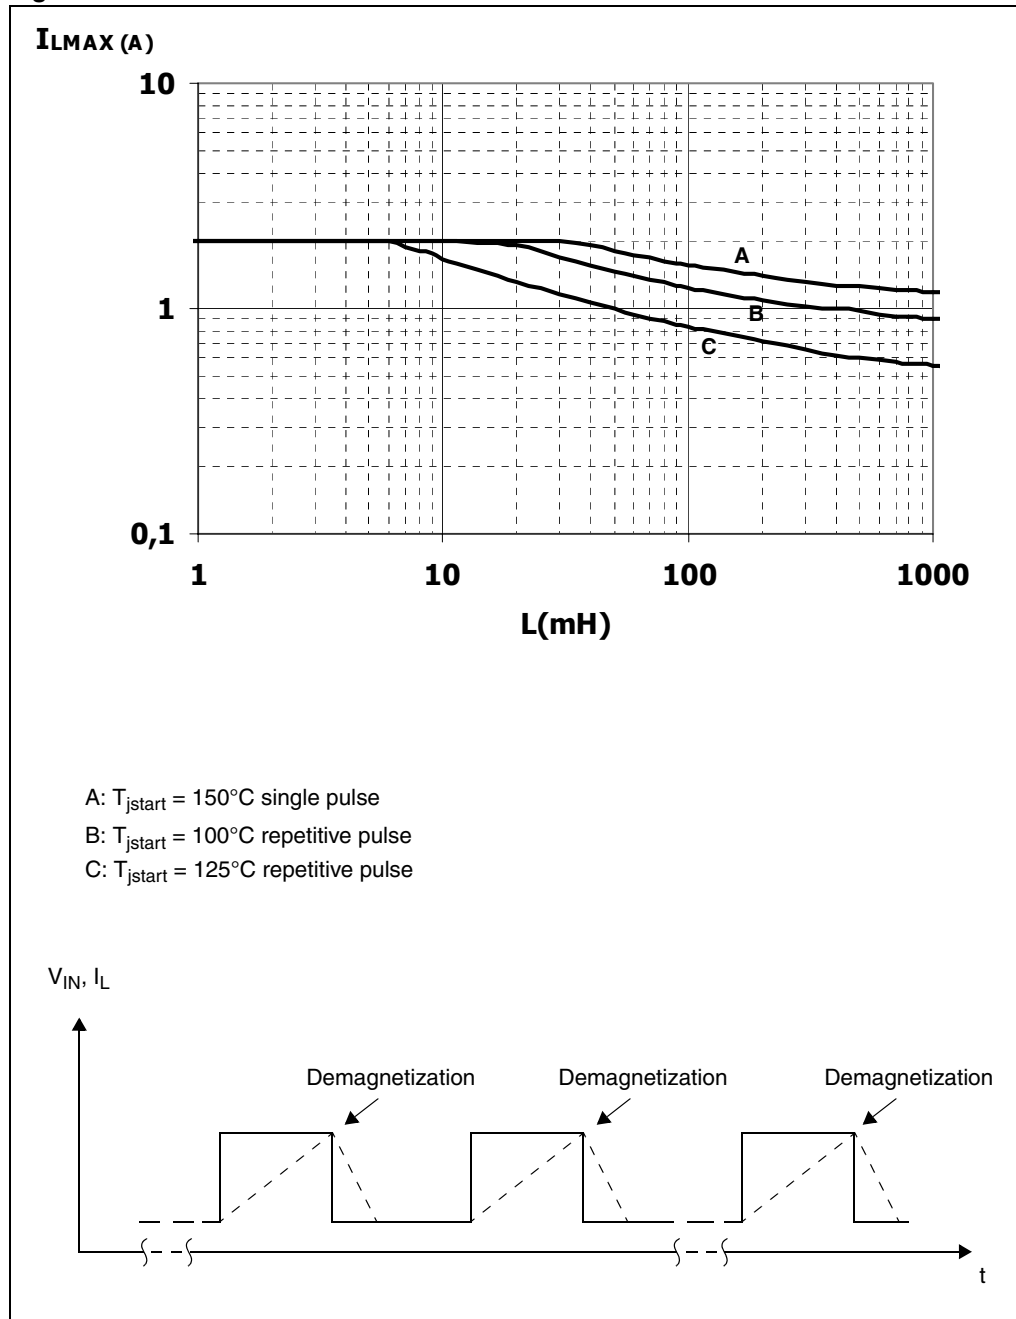 ILMAX (A)
10
1
0,1
A
B
C
1 10 100 1000
L(mH)
A: Tjstart = 150°C single pulse
B: Tjstart = 100°C repetitive pulse
C: Tjstart = 125°C repetitive pulse
VIN, IL
Demagnetization Demagnetization Demagnetization
t